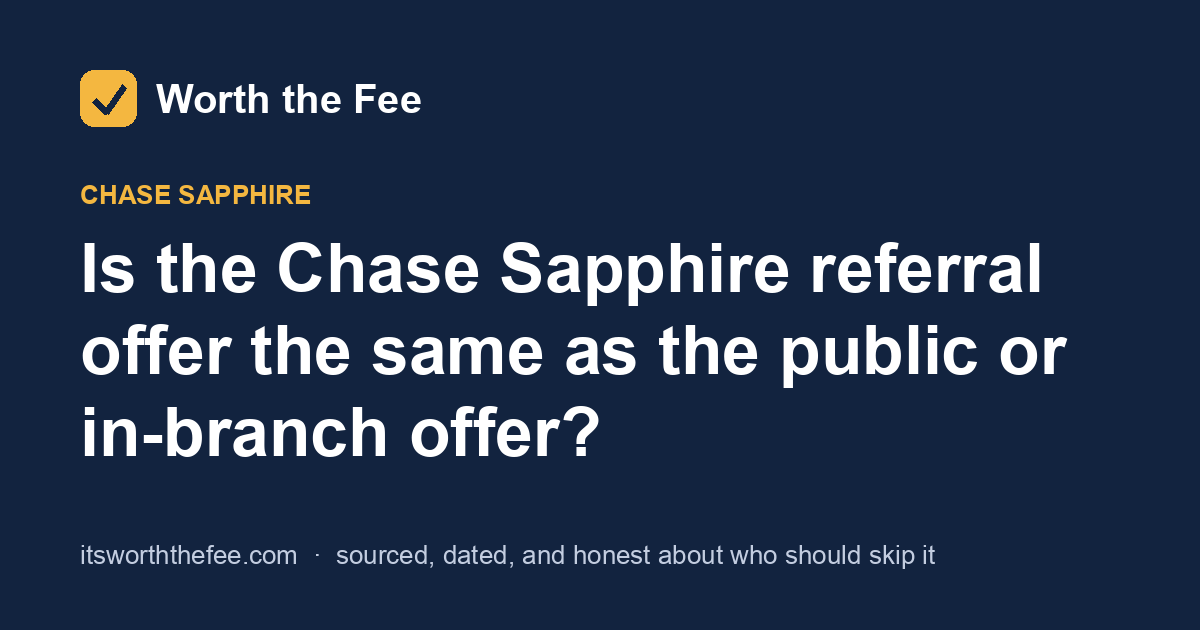 Worth the Fee
CHASE SAPPHIRE
Is the Chase Sapphire referral
offer the same as the public or
in-branch offer?
itsworththefee.com · sourced, dated, and honest about who should skip it